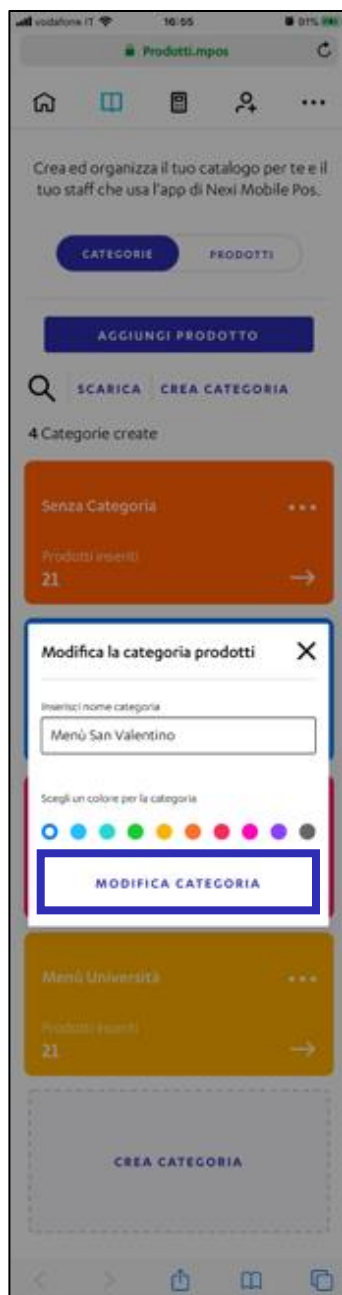 vodafone IT 16:55 91%
Prodotti.mpos
Crea ed organizza il tuo catalogo per te e il
tuo staff che usa l'app di Nexi Mobile Pos.
CATEGORIE PRODOTTI
AGGIUNGI PRODOTTO
SCARICA CREA CATEGORIA
4 Categorie create
Senza Categoria
Prodotti inseriti
21
Modifica la categoria prodotti
Inserisci nome categoria
Menù San Valentino
Scegli un colore per la categoria
MODIFICA CATEGORIA
Menù Università
Prodotti inseriti
21
CREA CATEGORIA